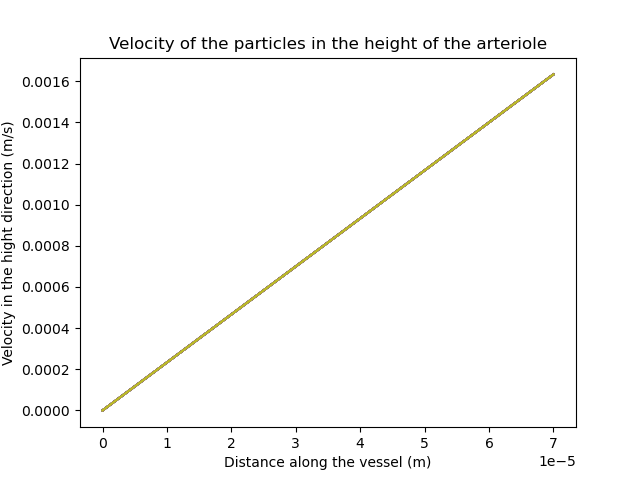 Velocity of the particles in the height of the arteriole
Velocity in the hight direction (m/s)
0.0016
0.0014
0.0012
0.0010
0.0008
0.0006
0.0004
0.0002
0.0000
0 1 2 3 4 5 6 7
1e−5
Distance along the vessel (m)